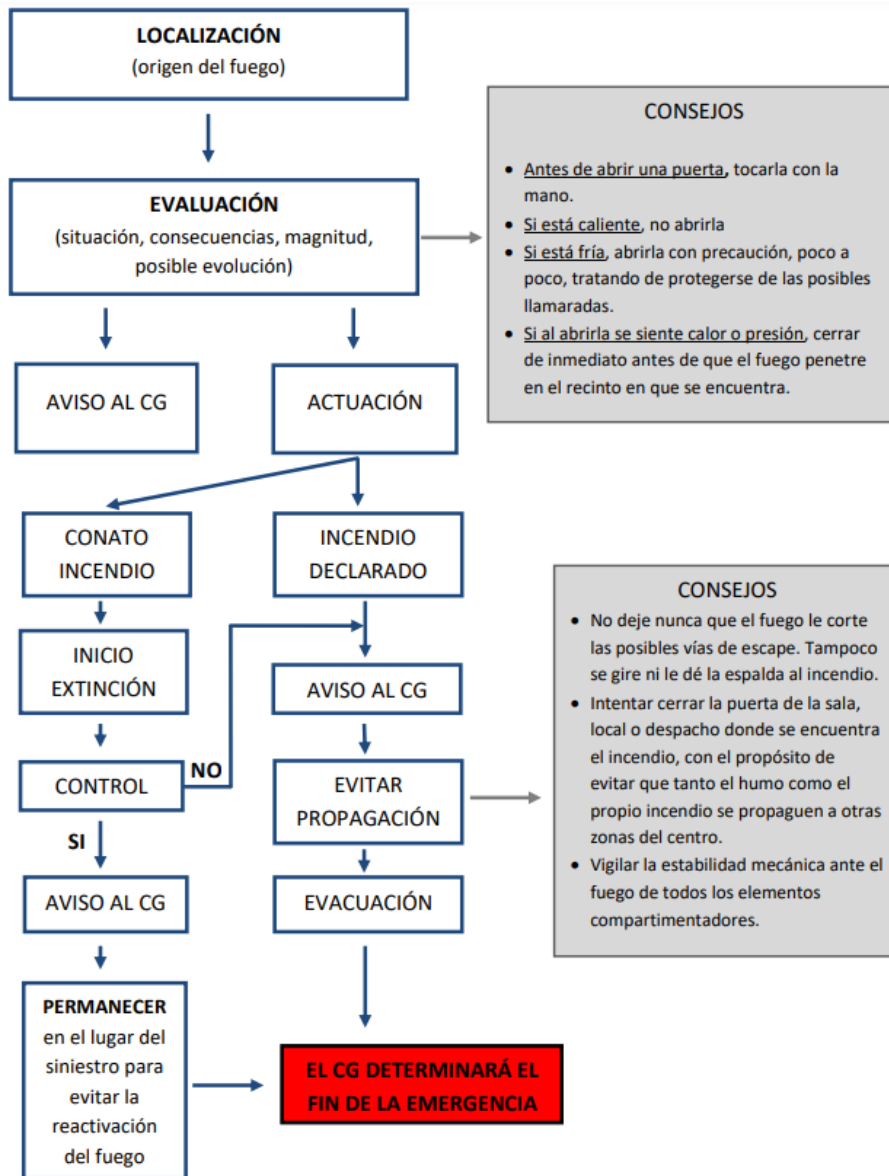 LOCALIZACIÓN
(origen del fuego)
EVALUACIÓN
(situación, consecuencias, magnitud,
posible evolución)
CONSEJOS
• Antes de abrir una puerta, tocarla con la
mano.
• Si está caliente, no abrirla
• Si está fría, abrirla con precaución, poco a
poco, tratando de protegerse de las posibles
llamaradas.
• Si al abrirla se siente calor o presión, cerrar
de inmediato antes de que el fuego penetre
en el recinto en que se encuentra.
AVISO AL CG
ACTUACIÓN
CONATO
INCENDIO
INCENDIO
DECLARADO
INICIO
EXTINCIÓN
AVISO AL CG
CONTROL
NO
EVITAR
PROPAGACIÓN
CONSEJOS
• No deje nunca que el fuego le corte
las posibles vías de escape. Tampoco
se gire ni le dé la espalda al incendio.
• Intentar cerrar la puerta de la sala,
local o despacho donde se encuentra
el incendio, con el propósito de
evitar que tanto el humo como el
propio incendio se propaguen a otras
zonas del centro.
• Vigilar la estabilidad mecánica ante el
fuego de todos los elementos
compartimentadores.
SI
AVISO AL CG
EVACUACIÓN
PERMANECER
en el lugar del
siniestro para
evitar la
reactivación
del fuego
EL CG DETERMINARÁ EL
FIN DE LA EMERGENCIA